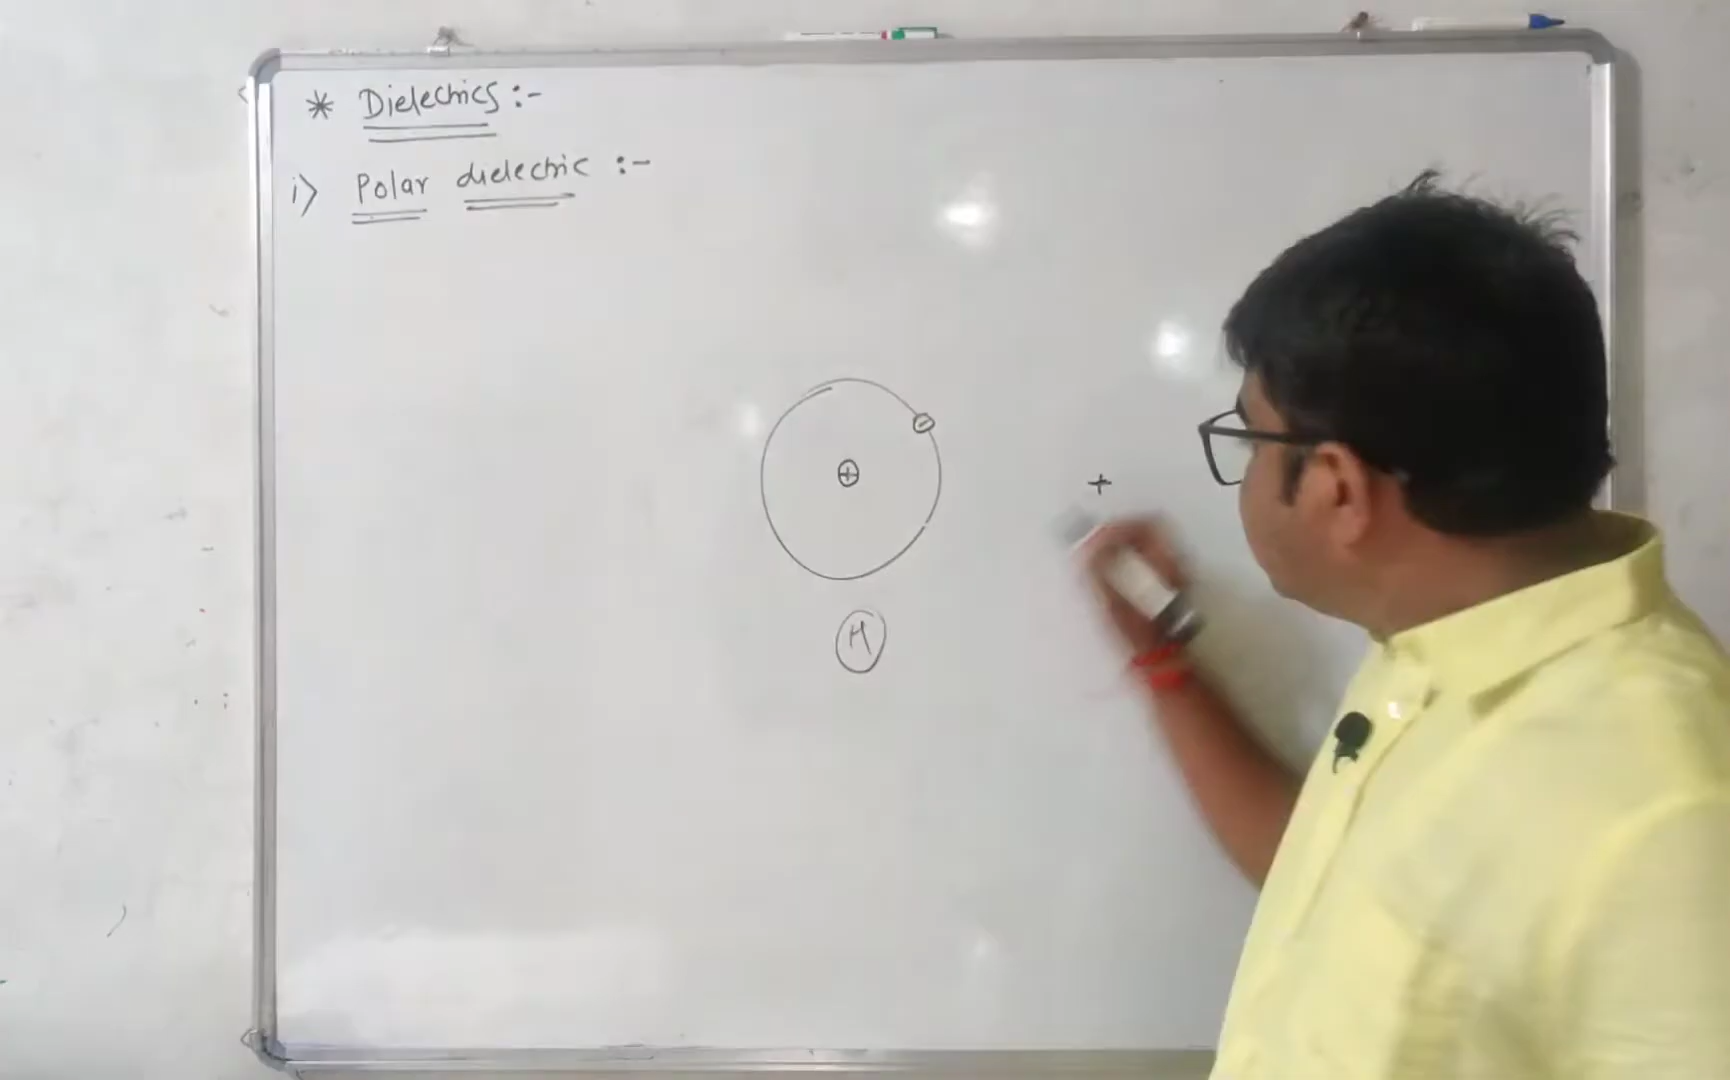 * Dielectrics :-
i) Polar dielectric :-
-
+
+
H